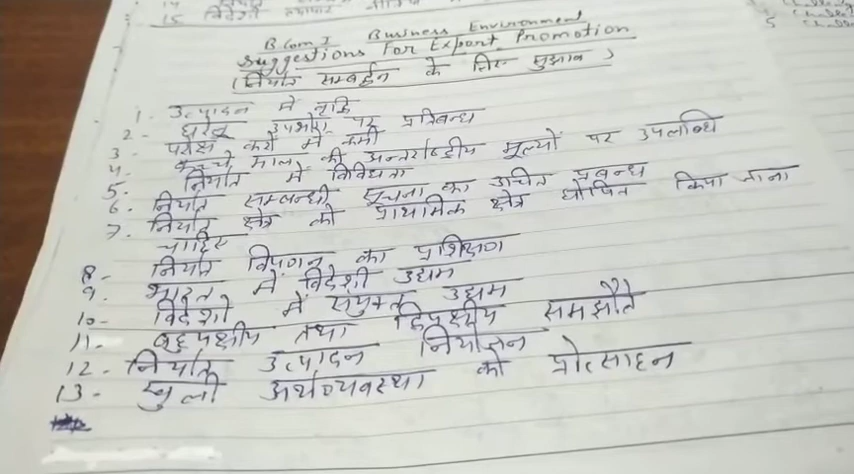 15 विदेशी व्यापार
B.Com I Business Environment
Suggestions For Export Promotion
(निर्यात सम्बर्द्धन के लिए सुझाव)
1. उत्पादन में वृद्धि
2- घरेलू उपभोग पर प्रतिबन्ध
3- परोक्ष करों में कमी
4. कच्चे माल की अन्तर्राष्ट्रीय मूल्यों पर उपलब्धि
5. निर्यात में विविधता
6. निर्यात सम्बन्धी सूचना का उचित प्रबन्ध
7. निर्यात क्षेत्र को प्राथमिक क्षेत्र घोषित किया जाना
चाहिए
8- निर्यात विपणन का प्रशिक्षण
9. भारत में विदेशी उद्यम
10- विदेशो में संयुक्त उद्यम
11. बहुपक्षीय तथा द्विपक्षीय समझौते
12- निर्यात उत्पादन नियोजन
13- खुली अर्थव्यवस्था को प्रोत्साहन